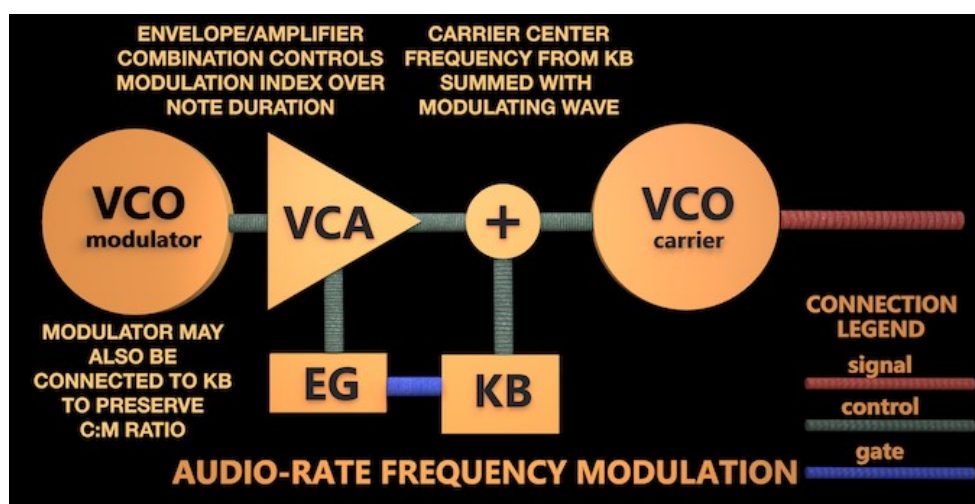 ENVELOPE/AMPLIFIER
COMBINATION CONTROLS
MODULATION INDEX OVER
NOTE DURATION
CARRIER CENTER
FREQUENCY FROM KB
SUMMED WITH
MODULATING WAVE
VCO
modulator
VCA
+
VCO
carrier
MODULATOR MAY
ALSO BE
CONNECTED TO KB
TO PRESERVE
C:M RATIO
EG
KB
CONNECTION
LEGEND
signal
control
gate
AUDIO-RATE FREQUENCY MODULATION